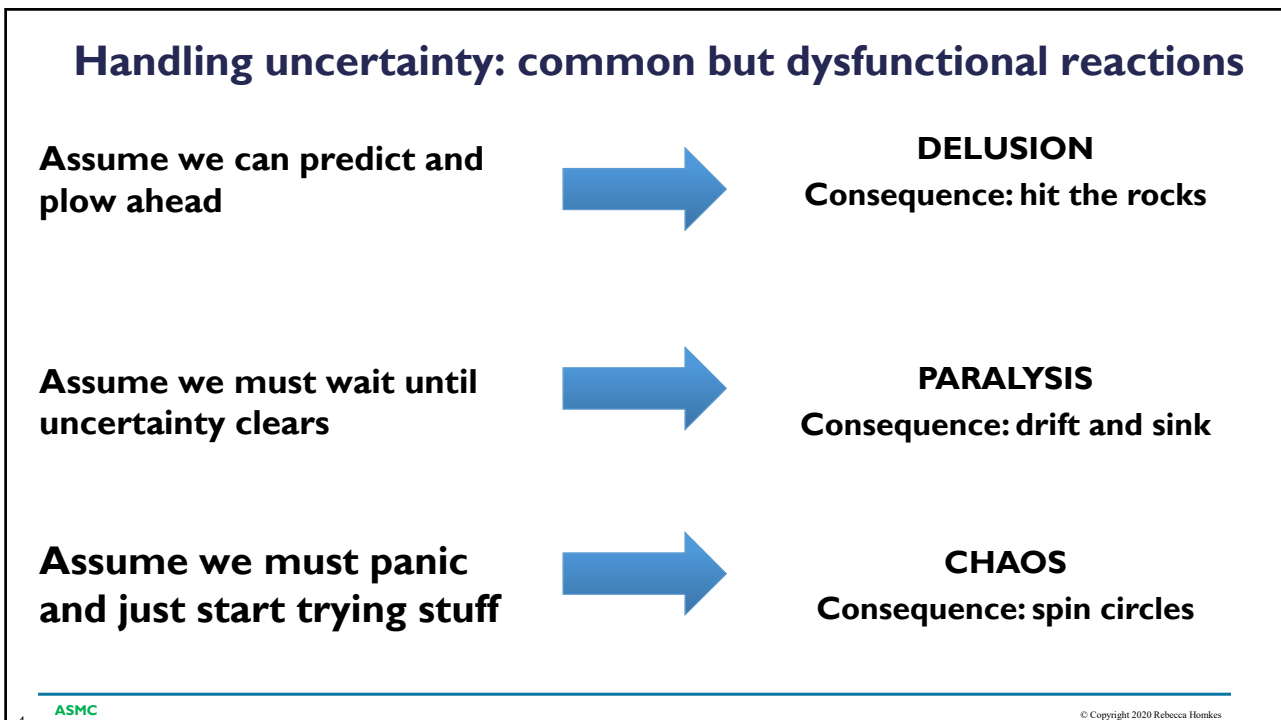 Handling uncertainty: common but dysfunctional reactions
Assume we can predict and
plow ahead
DELUSION
Consequence: hit the rocks
Assume we must wait until
uncertainty clears
PARALYSIS
Consequence: drift and sink
Assume we must panic
and just start trying stuff
CHAOS
Consequence: spin circles
ASMC
© Copyright 2020 Rebecca Homkes